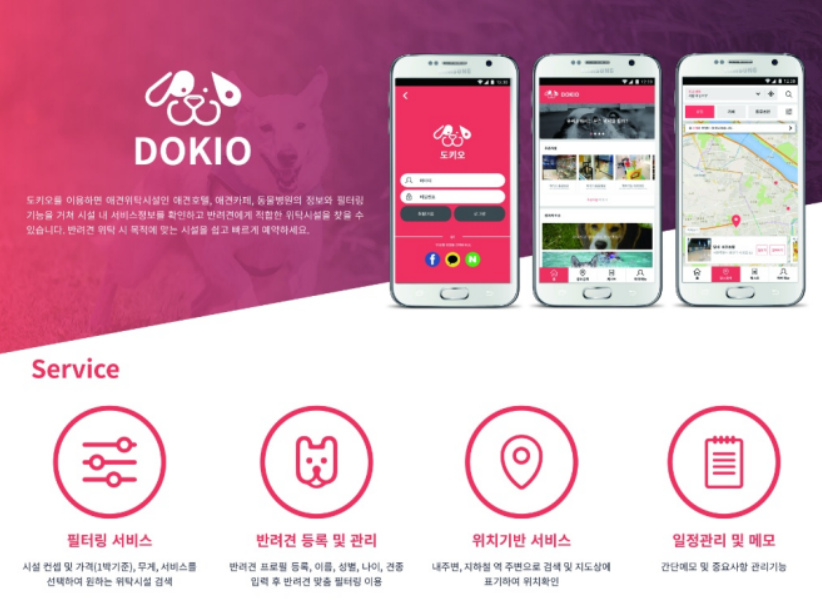 DOKIO
도키오를 이용하면 애견위탁시설인 애견호텔, 애견카페, 동물병원의 정보와 필터링
기능을 거쳐 시설 내 서비스정보를 확인하고 반려견에게 적합한 위탁시설을 찾을 수
있습니다. 반려견 위탁 시 목적에 맞는 시설을 쉽고 빠르게 예약하세요.
도키오
DOKIO
Service
필터링 서비스
시설 컨셉 및 가격(1박기준), 무게, 서비스를
선택하여 원하는 위탁시설 검색
반려견 등록 및 관리
반려견 프로필 등록, 이름, 성별, 나이, 견종
입력 후 반려견 맞춤 필터링 이용
위치기반 서비스
내주변, 지하철 역 주변으로 검색 및 지도상에
표기하여 위치확인
일정관리 및 메모
간단메모 및 중요사항 관리기능